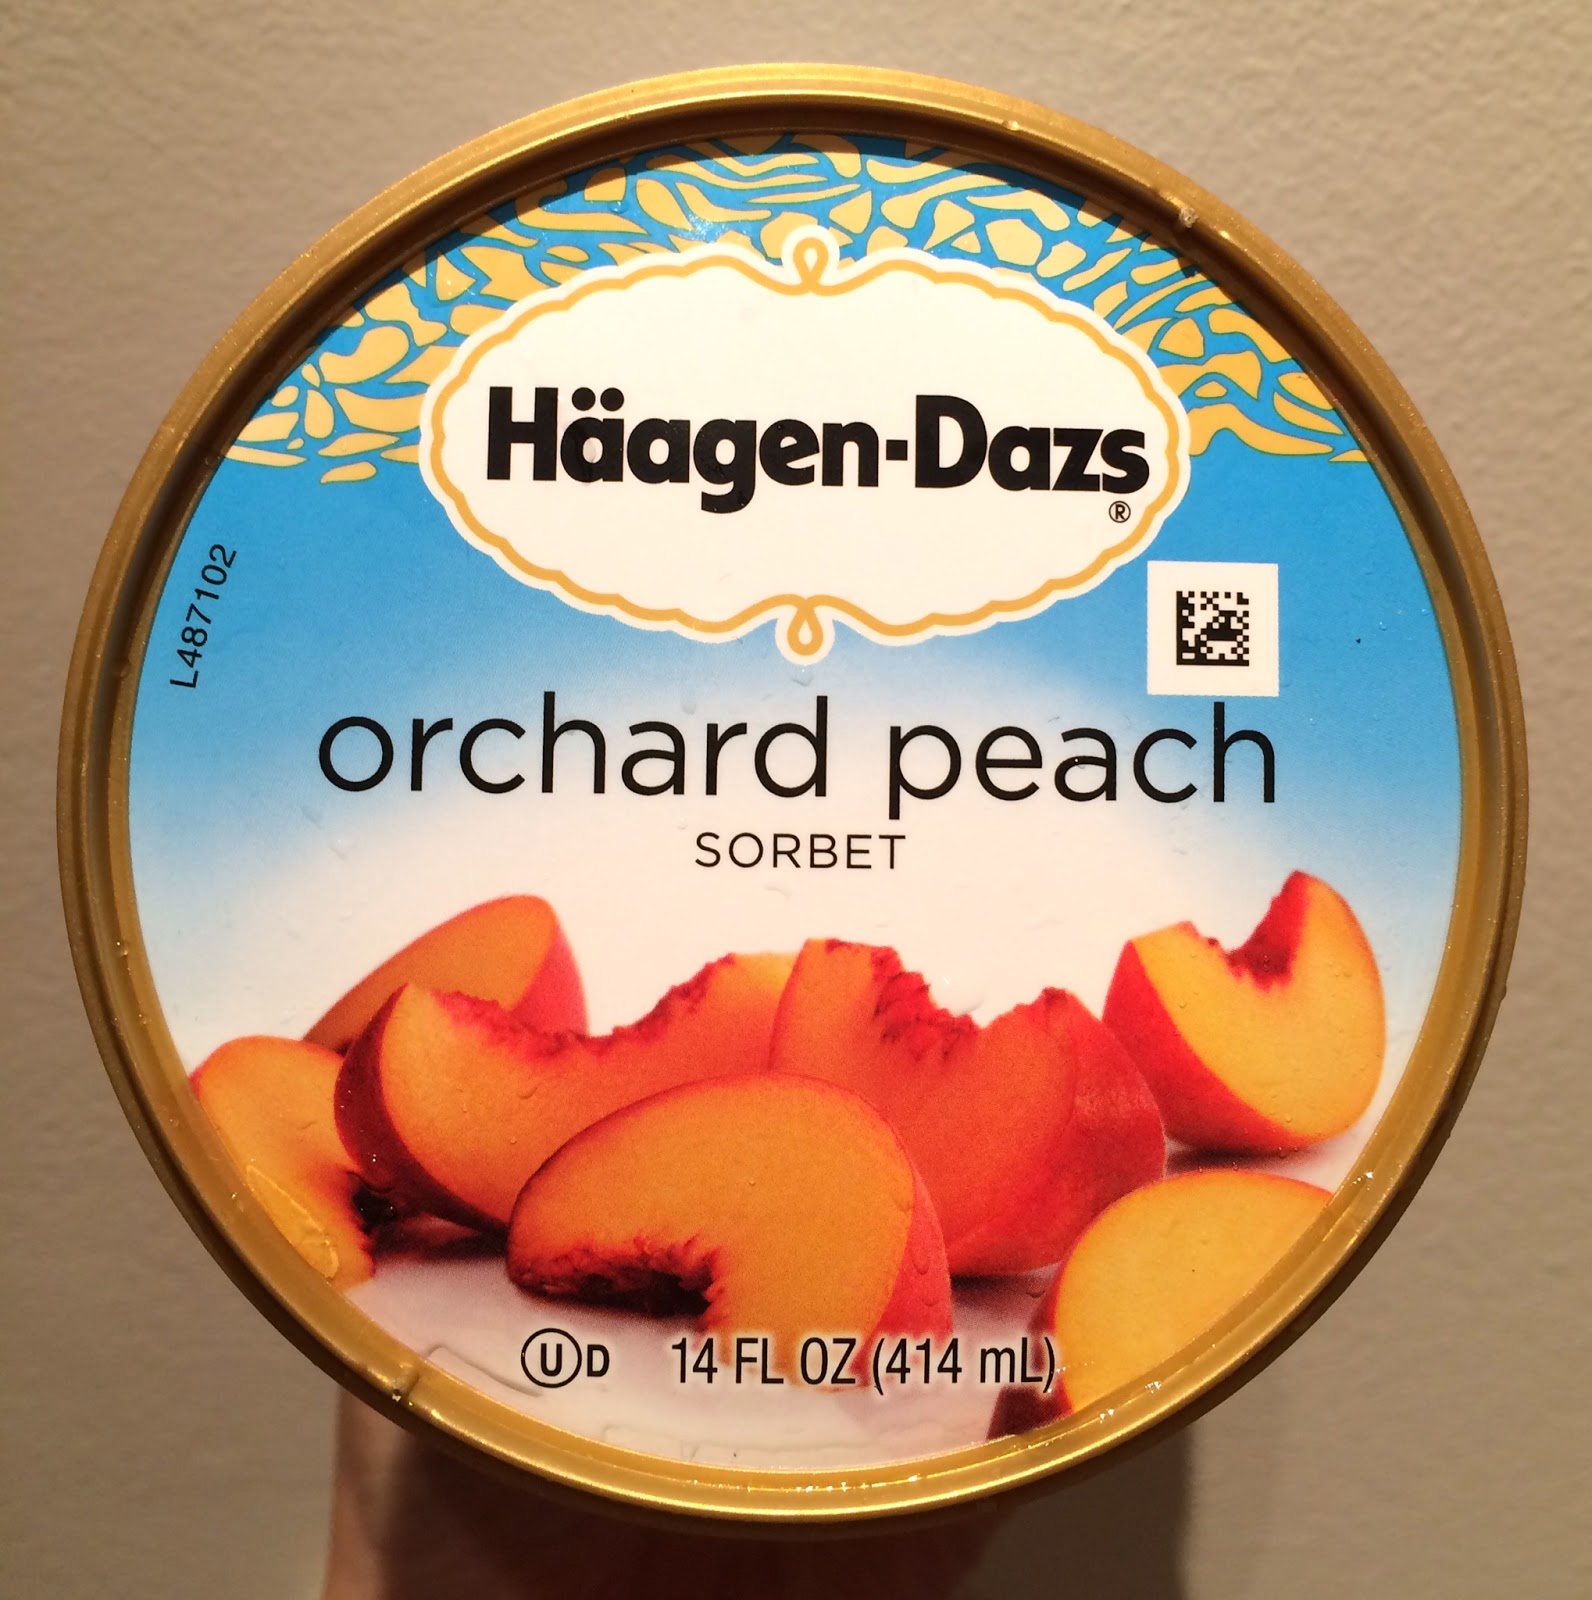 Häagen-Dazs®
L487102
orchard peach
SORBET
Ⓤ D 14 FL OZ (414 mL)